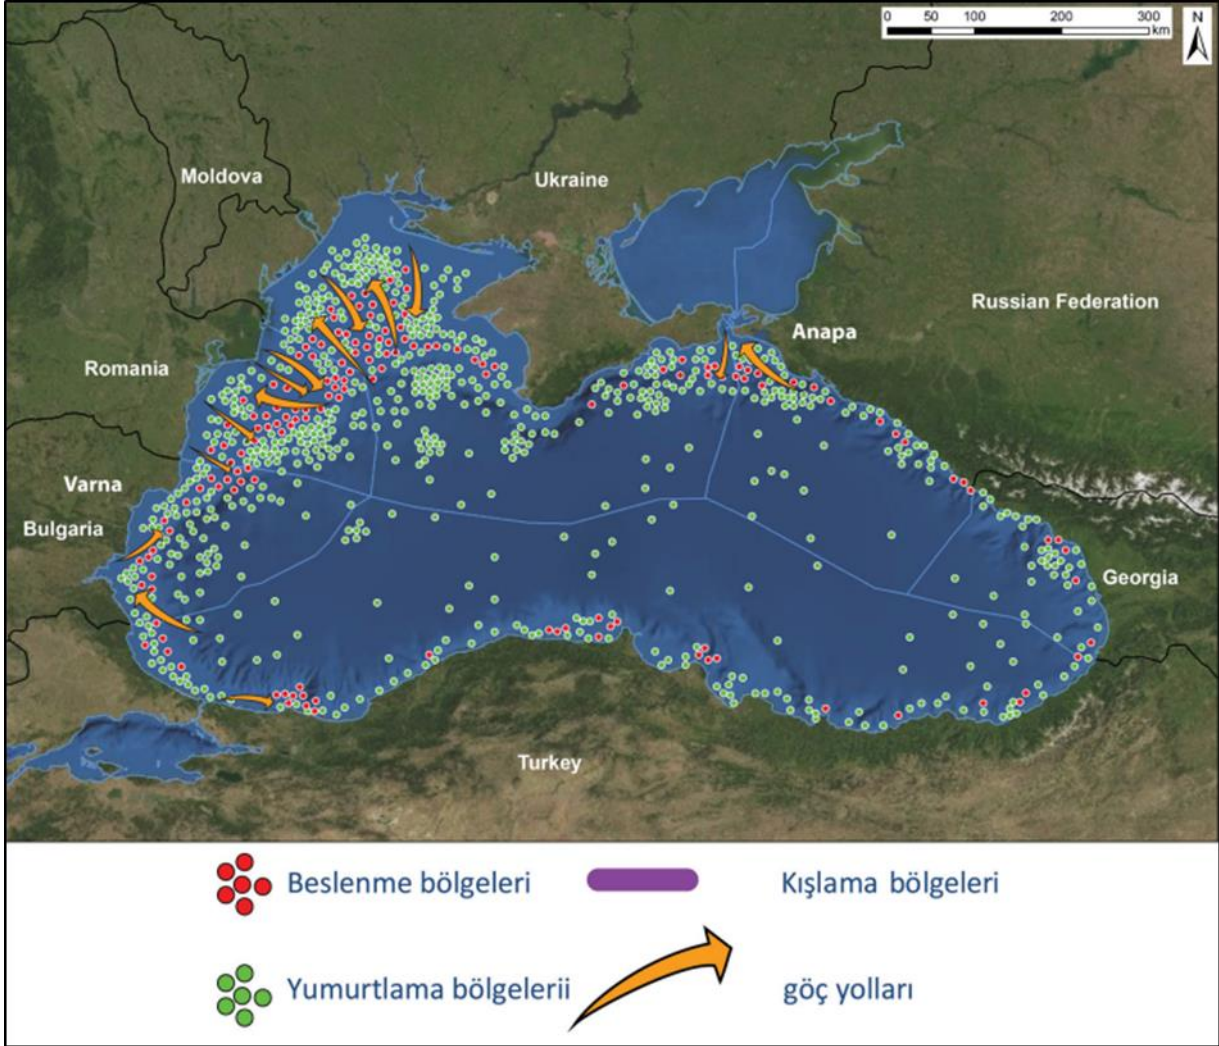 0 50 100 200 300
km
N
Moldova
Ukraine
Russian Federation
Anapa
Romania
Varna
Bulgaria
Georgia
Turkey
Beslenme bölgeleri
Kışlama bölgeleri
Yumurtlama bölgelerii
göç yolları